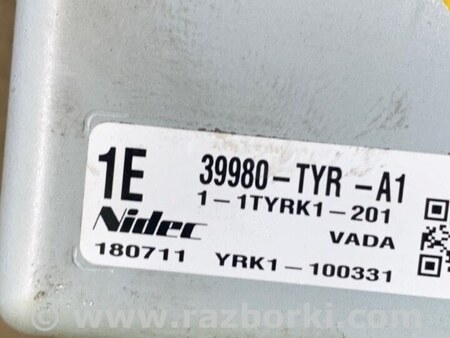 1E 39980-TYR -A1
1-1TYRK1-201
Nidec VADA
180711 YRK1-100331
www.razborki.com